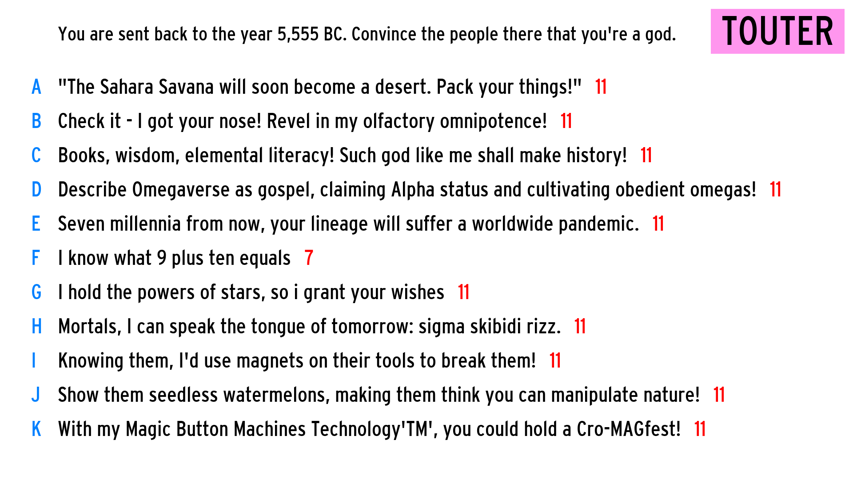 You are sent back to the year 5,555 BC. Convince the people there that you're a god.
TOUTER
A "The Sahara Savana will soon become a desert. Pack your things!" 11
B Check it - I got your nose! Revel in my olfactory omnipotence! 11
C Books, wisdom, elemental literacy! Such god like me shall make history! 11
D Describe Omegaverse as gospel, claiming Alpha status and cultivating obedient omegas! 11
E Seven millennia from now, your lineage will suffer a worldwide pandemic. 11
F I know what 9 plus ten equals 7
G I hold the powers of stars, so i grant your wishes 11
H Mortals, I can speak the tongue of tomorrow: sigma skibidi rizz. 11
I Knowing them, I'd use magnets on their tools to break them! 11
J Show them seedless watermelons, making them think you can manipulate nature! 11
K With my Magic Button Machines Technology'TM', you could hold a Cro-MAGfest! 11